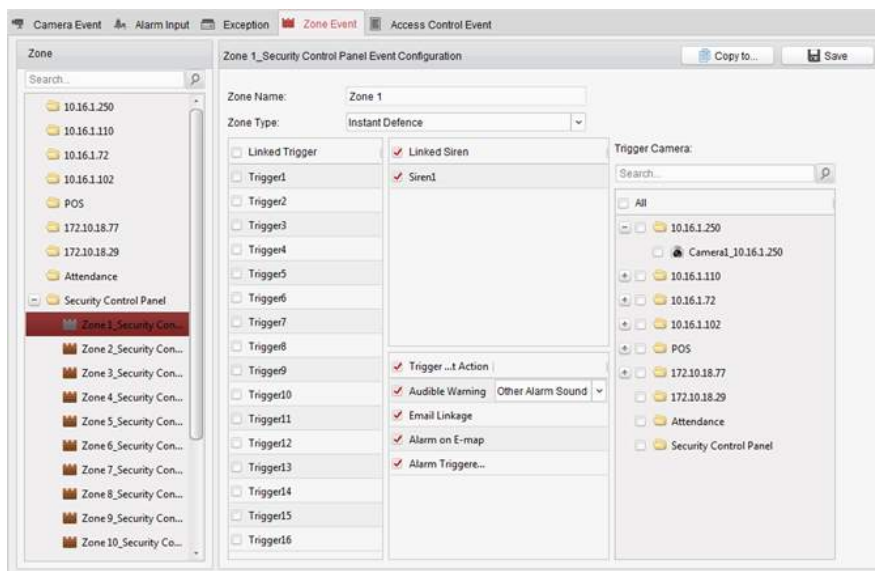 Camera Event Alarm Input Exception Zone Event Access Control Event
Zone
Search...
10.16.1.250
10.16.1.110
10.16.1.72
10.16.1.102
POS
172.10.18.77
172.10.18.29
Attendance
Security Control Panel
Zone 1_Security Con...
Zone 2_Security Con...
Zone 3_Security Con...
Zone 4_Security Con...
Zone 5_Security Con...
Zone 6_Security Con...
Zone 7_Security Con...
Zone 8_Security Con...
Zone 9_Security Con...
Zone 10_Security Co...
Zone 1_Security Control Panel Event Configuration
Copy to... Save
Zone Name: Zone 1
Zone Type: Instant Defence
Linked Trigger
Trigger1
Trigger2
Trigger3
Trigger4
Trigger5
Trigger6
Trigger7
Trigger8
Trigger9
Trigger10
Trigger11
Trigger12
Trigger13
Trigger14
Trigger15
Trigger16
Linked Siren
Siren1
Trigger ...t Action
Audible Warning Other Alarm Sound
Email Linkage
Alarm on E-map
Alarm Triggere...
Trigger Camera:
Search...
All
10.16.1.250
Camera1_10.16.1.250
10.16.1.110
10.16.1.72
10.16.1.102
POS
172.10.18.77
172.10.18.29
Attendance
Security Control Panel